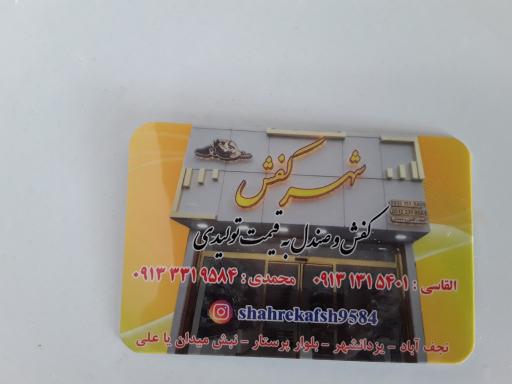 شهر کفش
کفش و صندل به قیمت تولیدی
القاسی : ۰۹۱۳ ۱۳۱ ۵۴۰۱ محمدی : ۰۹۱۳ ۳۳۱ ۹۵۸۴
shahrekafsh9584
نجف آباد - یزدانشهر - بلوار پرستار - نبش میدان یا علی